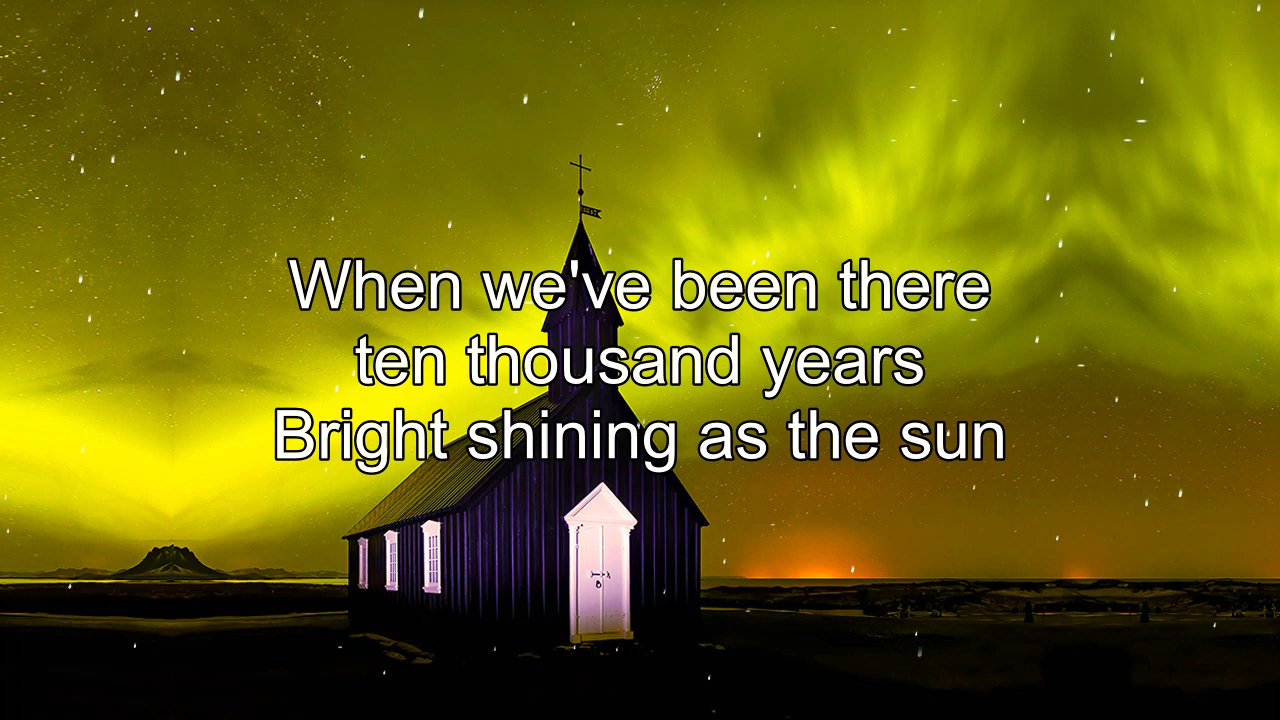 When we've been there
ten thousand years
Bright shining as the sun